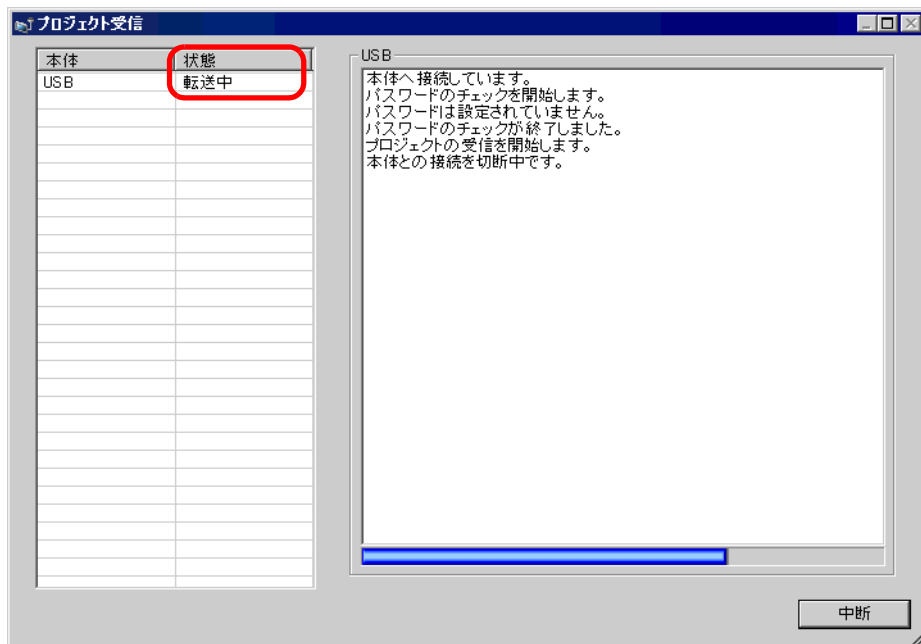 プロジェクト受信
本体 状態
USB 転送中
USB
本体へ接続しています。
パスワードのチェックを開始します。
パスワードは設定されていません。
パスワードのチェックが終了しました。
プロジェクトの受信を開始します。
本体との接続を切断中です。
中断